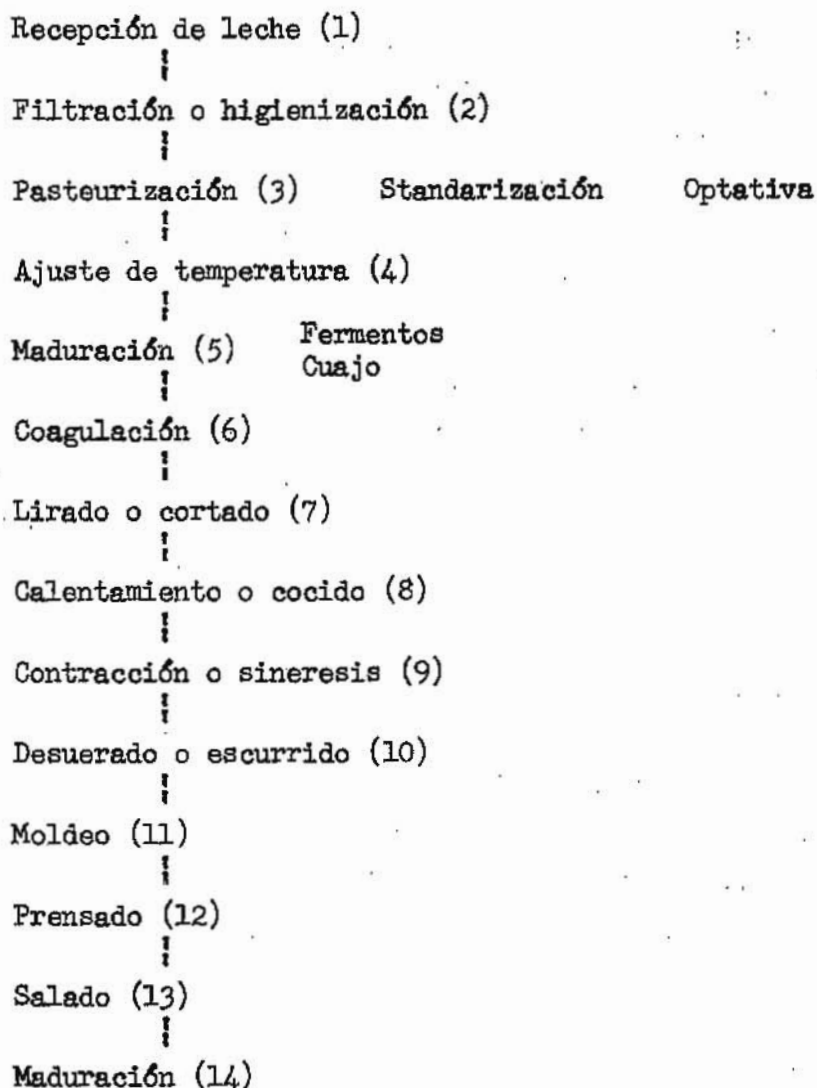 Recepción de leche (1)
Filtración o higienización (2)
Pasteurización (3) Standarización Optativa
Ajuste de temperatura (4)
Maduración (5) Fermentos
Cuajo
Coagulación (6)
Lirado o cortado (7)
Calentamiento o cocido (8)
Contracción o sineresis (9)
Desuerado o escurrido (10)
Moldeo (11)
Prensado (12)
Salado (13)
Maduración (14)